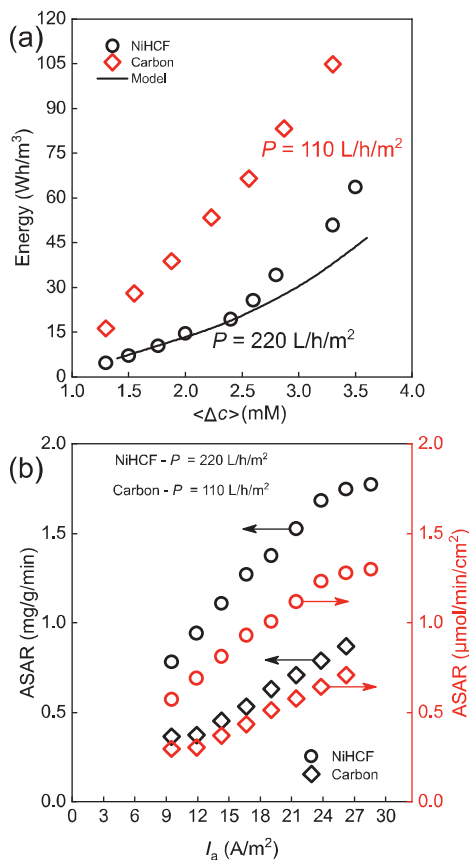 (a)
120
105
90
75
60
45
30
15
0
Energy (Wh/m³)
NiHCF
Carbon
Model
P = 110 L/h/m²
P = 220 L/h/m²
1.0 1.5 2.0 2.5 3.0 3.5 4.0
<Δc> (mM)
(b)
2.0
1.5
1.0
0.5
0.0
ASAR (mg/g/min)
NiHCF - P = 220 L/h/m²
Carbon - P = 110 L/h/m²
NiHCF
Carbon
2.0
1.5
1.0
0.5
0.0
ASAR (μmol/min/cm²)
0 3 6 9 12 15 18 21 24 27 30
Iₐ (A/m²)